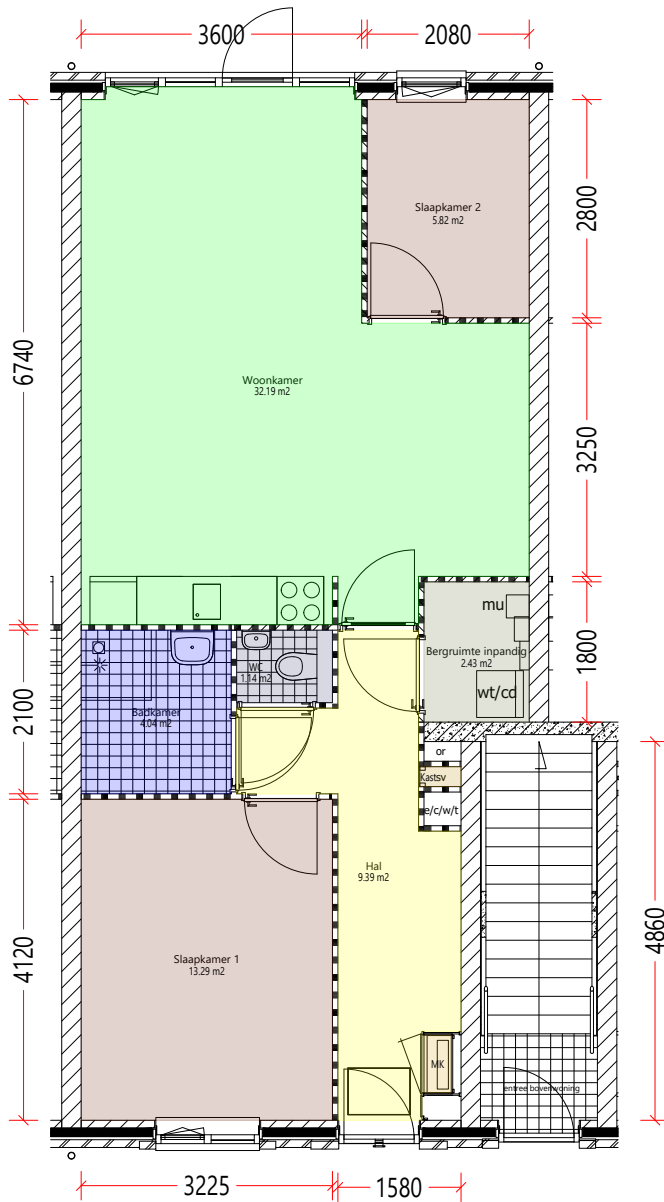 3600
2080
Slaapkamer 2
5.82 m2
2800
6740
Woonkamer
32.19 m2
3250
mu
Bergruimte inpandig
2.43 m2
wt/cd
1800
WC
1.14 m2
Badkamer
4.04 m2
2100
or
Kastsv
e/c/w/t
Hal
9.39 m2
4860
Slaapkamer 1
13.29 m2
4120
MK
entree bovenwoning
3225
1580